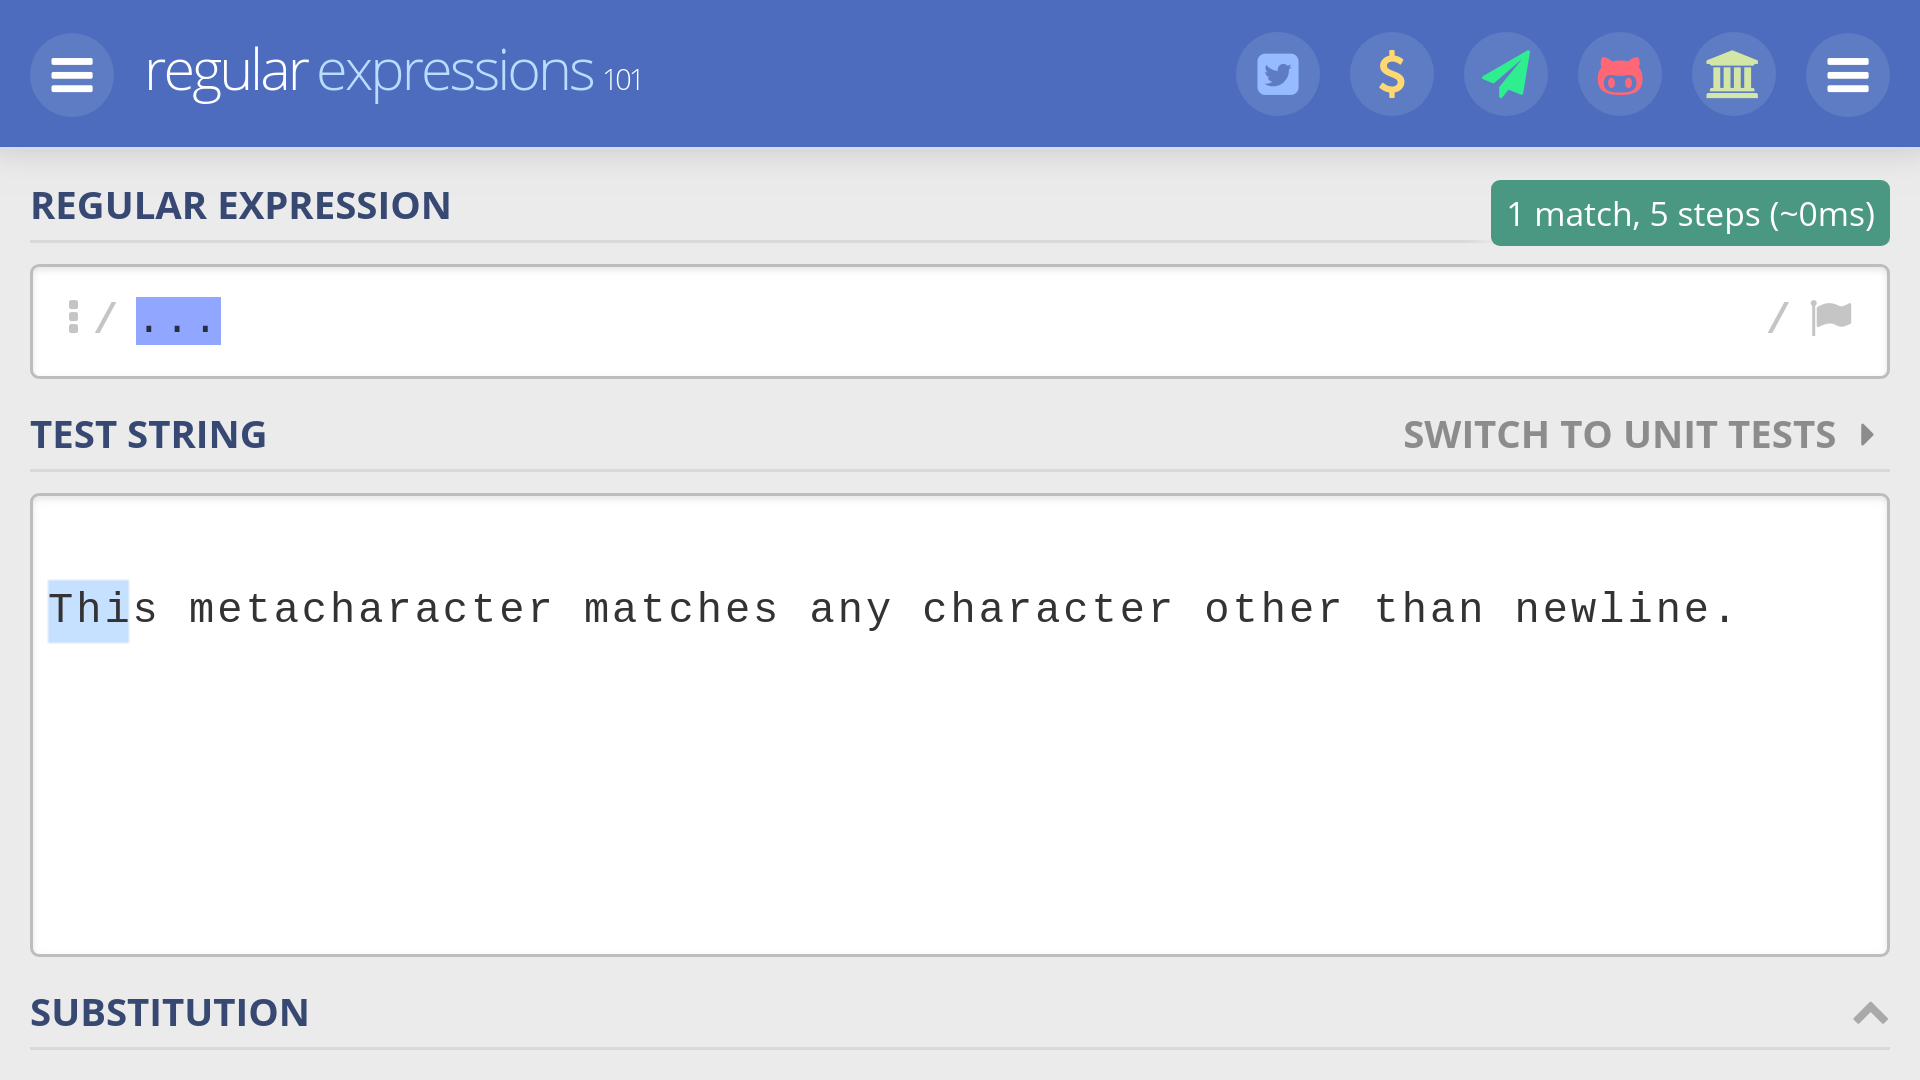 regular expressions 101
REGULAR EXPRESSION
1 match, 5 steps (~0ms)
/ ... /
TEST STRING
SWITCH TO UNIT TESTS
This metacharacter matches any character other than newline.
SUBSTITUTION